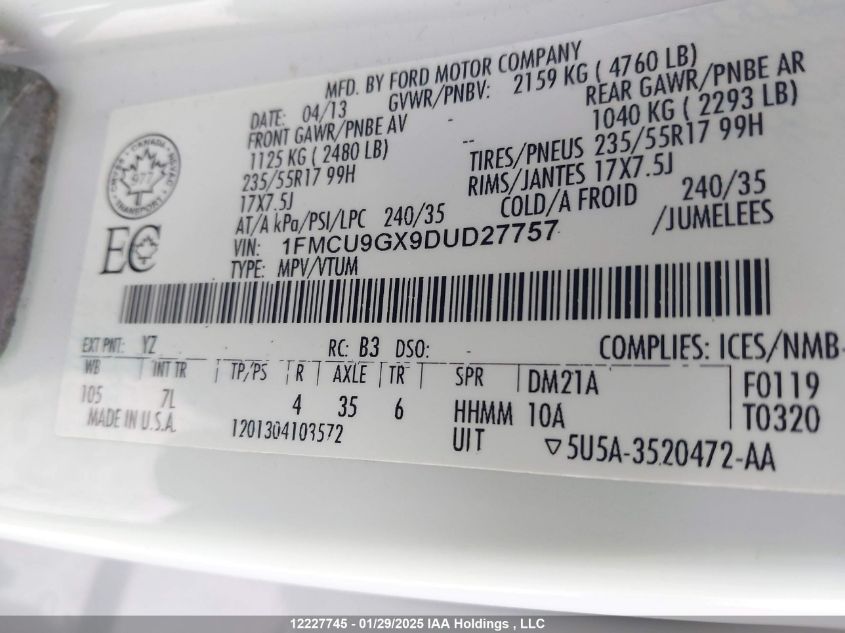 MFD. BY FORD MOTOR COMPANY
DATE: 04/13 GVWR/PNBV: 2159 KG ( 4760 LB)
FRONT GAWR/PNBE AV - REAR GAWR/PNBE AR
1125 KG ( 2480 LB) -- 1040 KG ( 2293 LB)
235/55R17 99H TIRES/PNEUS 235/55R17 99H
17X7.5J RIMS/JANTES 17X7.5J
AT/A kPa/PSI/LPC 240/35 COLD/A FROID 240/35
VIN: 1FMCU9GX9DUD27757 /JUMELEES
TYPE: MPV/VTUM
CANADA
TRANSPORT
EC
EXT PNT: YZ RC: B3 DSO: COMPLIES: ICES/NMB-
WB INT TR TP/PS R AXLE TR SPR DM21A F0119
105 7L 4 35 6 HHMM 10A T0320
MADE IN U.S.A. 1201304103572 UIT ▽5U5A-3520472-AA
12227745 - 01/29/2025 IAA Holdings , LLC